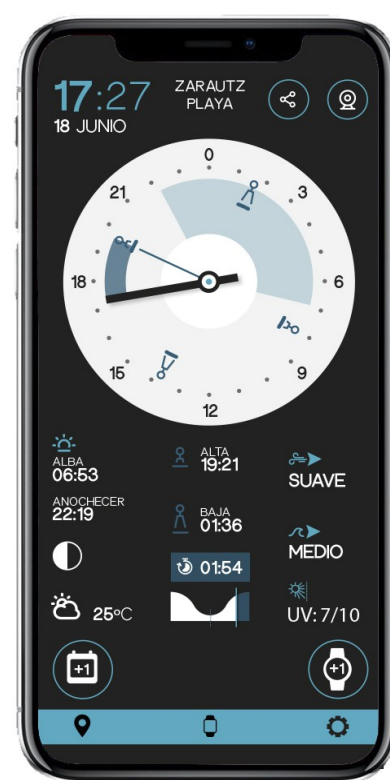 17:27
18 JUNIO
ZARAUTZ
PLAYA
0
3
6
9
12
15
18
21
ALBA
06:53
ANOCHECER
22:19
25ºC
ALTA
19:21
BAJA
01:36
01:54
SUAVE
MEDIO
UV: 7/10
+1
+1